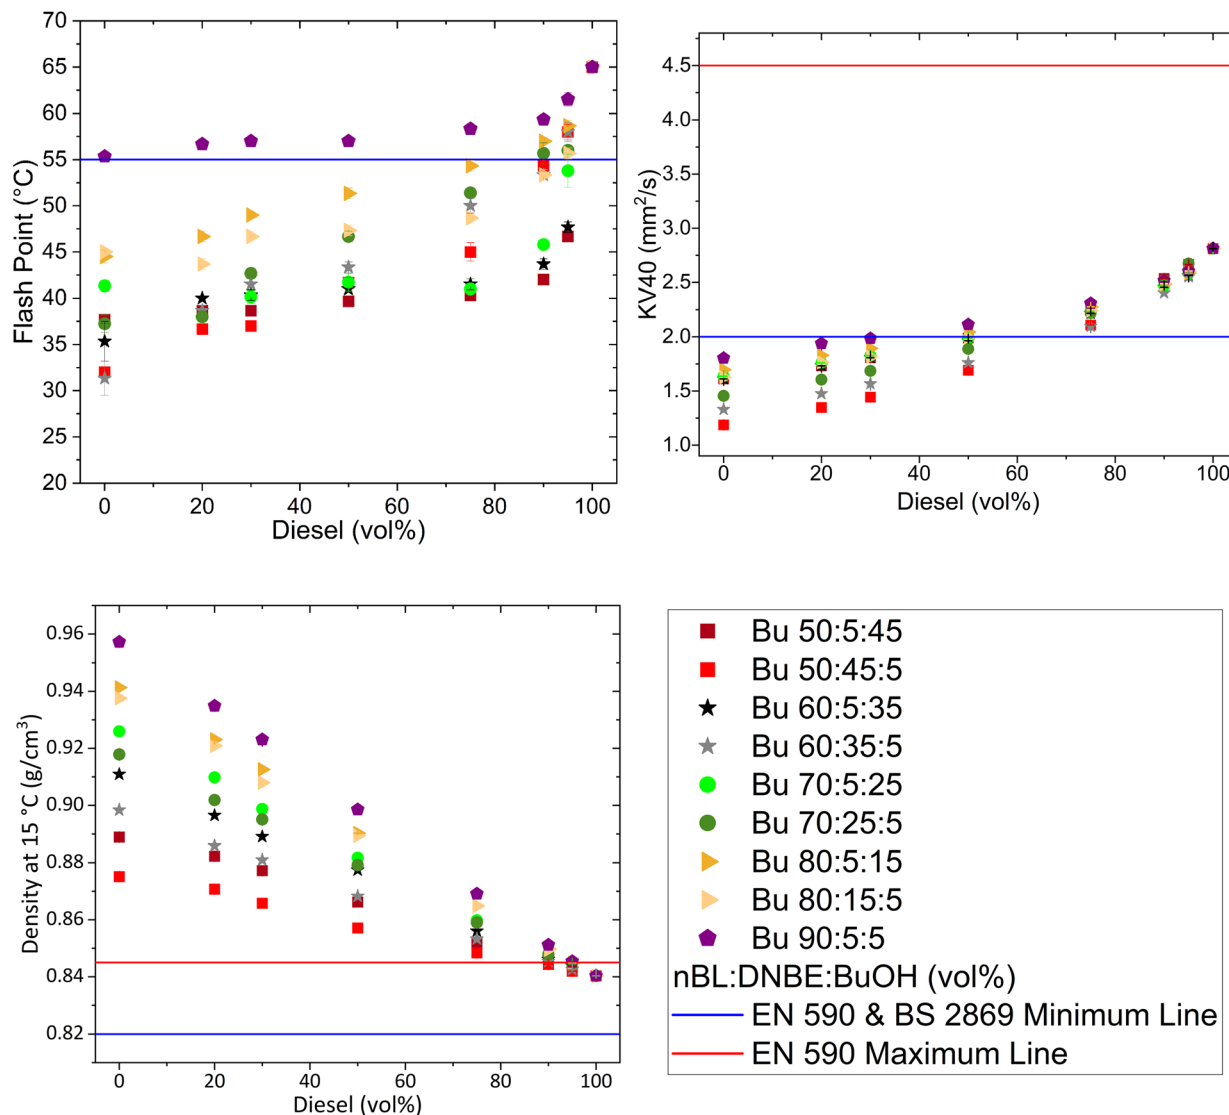 70
65
60
55
50
45
40
35
30
25
20
Flash Point (°C)
0 20 40 60 80 100
Diesel (vol%)
4.5
4.0
3.5
3.0
2.5
2.0
1.5
1.0
KV40 (mm²/s)
0 20 40 60 80 100
Diesel (vol%)
0.96
0.94
0.92
0.90
0.88
0.86
0.84
0.82
Density at 15 °C (g/cm³)
0 20 40 60 80 100
Diesel (vol%)
Bu 50:5:45
Bu 50:45:5
Bu 60:5:35
Bu 60:35:5
Bu 70:5:25
Bu 70:25:5
Bu 80:5:15
Bu 80:15:5
Bu 90:5:5
nBL:DNBE:BuOH (vol%)
EN 590 & BS 2869 Minimum Line
EN 590 Maximum Line